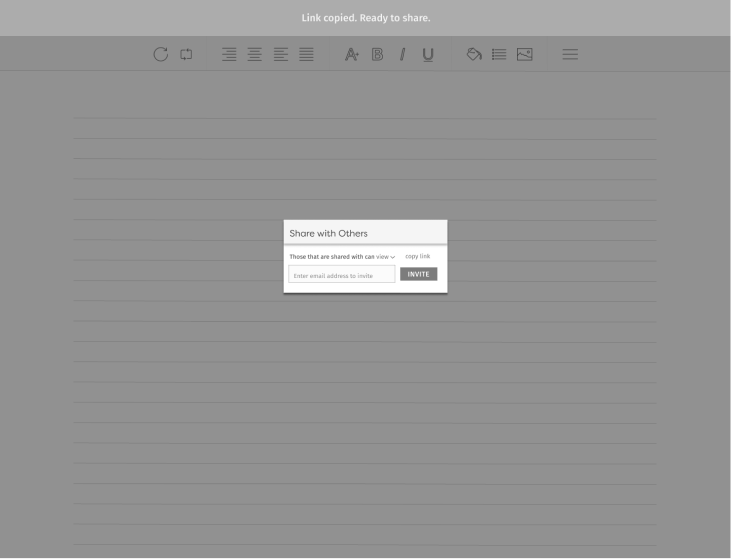 Link copied. Ready to share.
A+ B I U
Share with Others
Those that are shared with can view copy link
Enter email address to invite INVITE